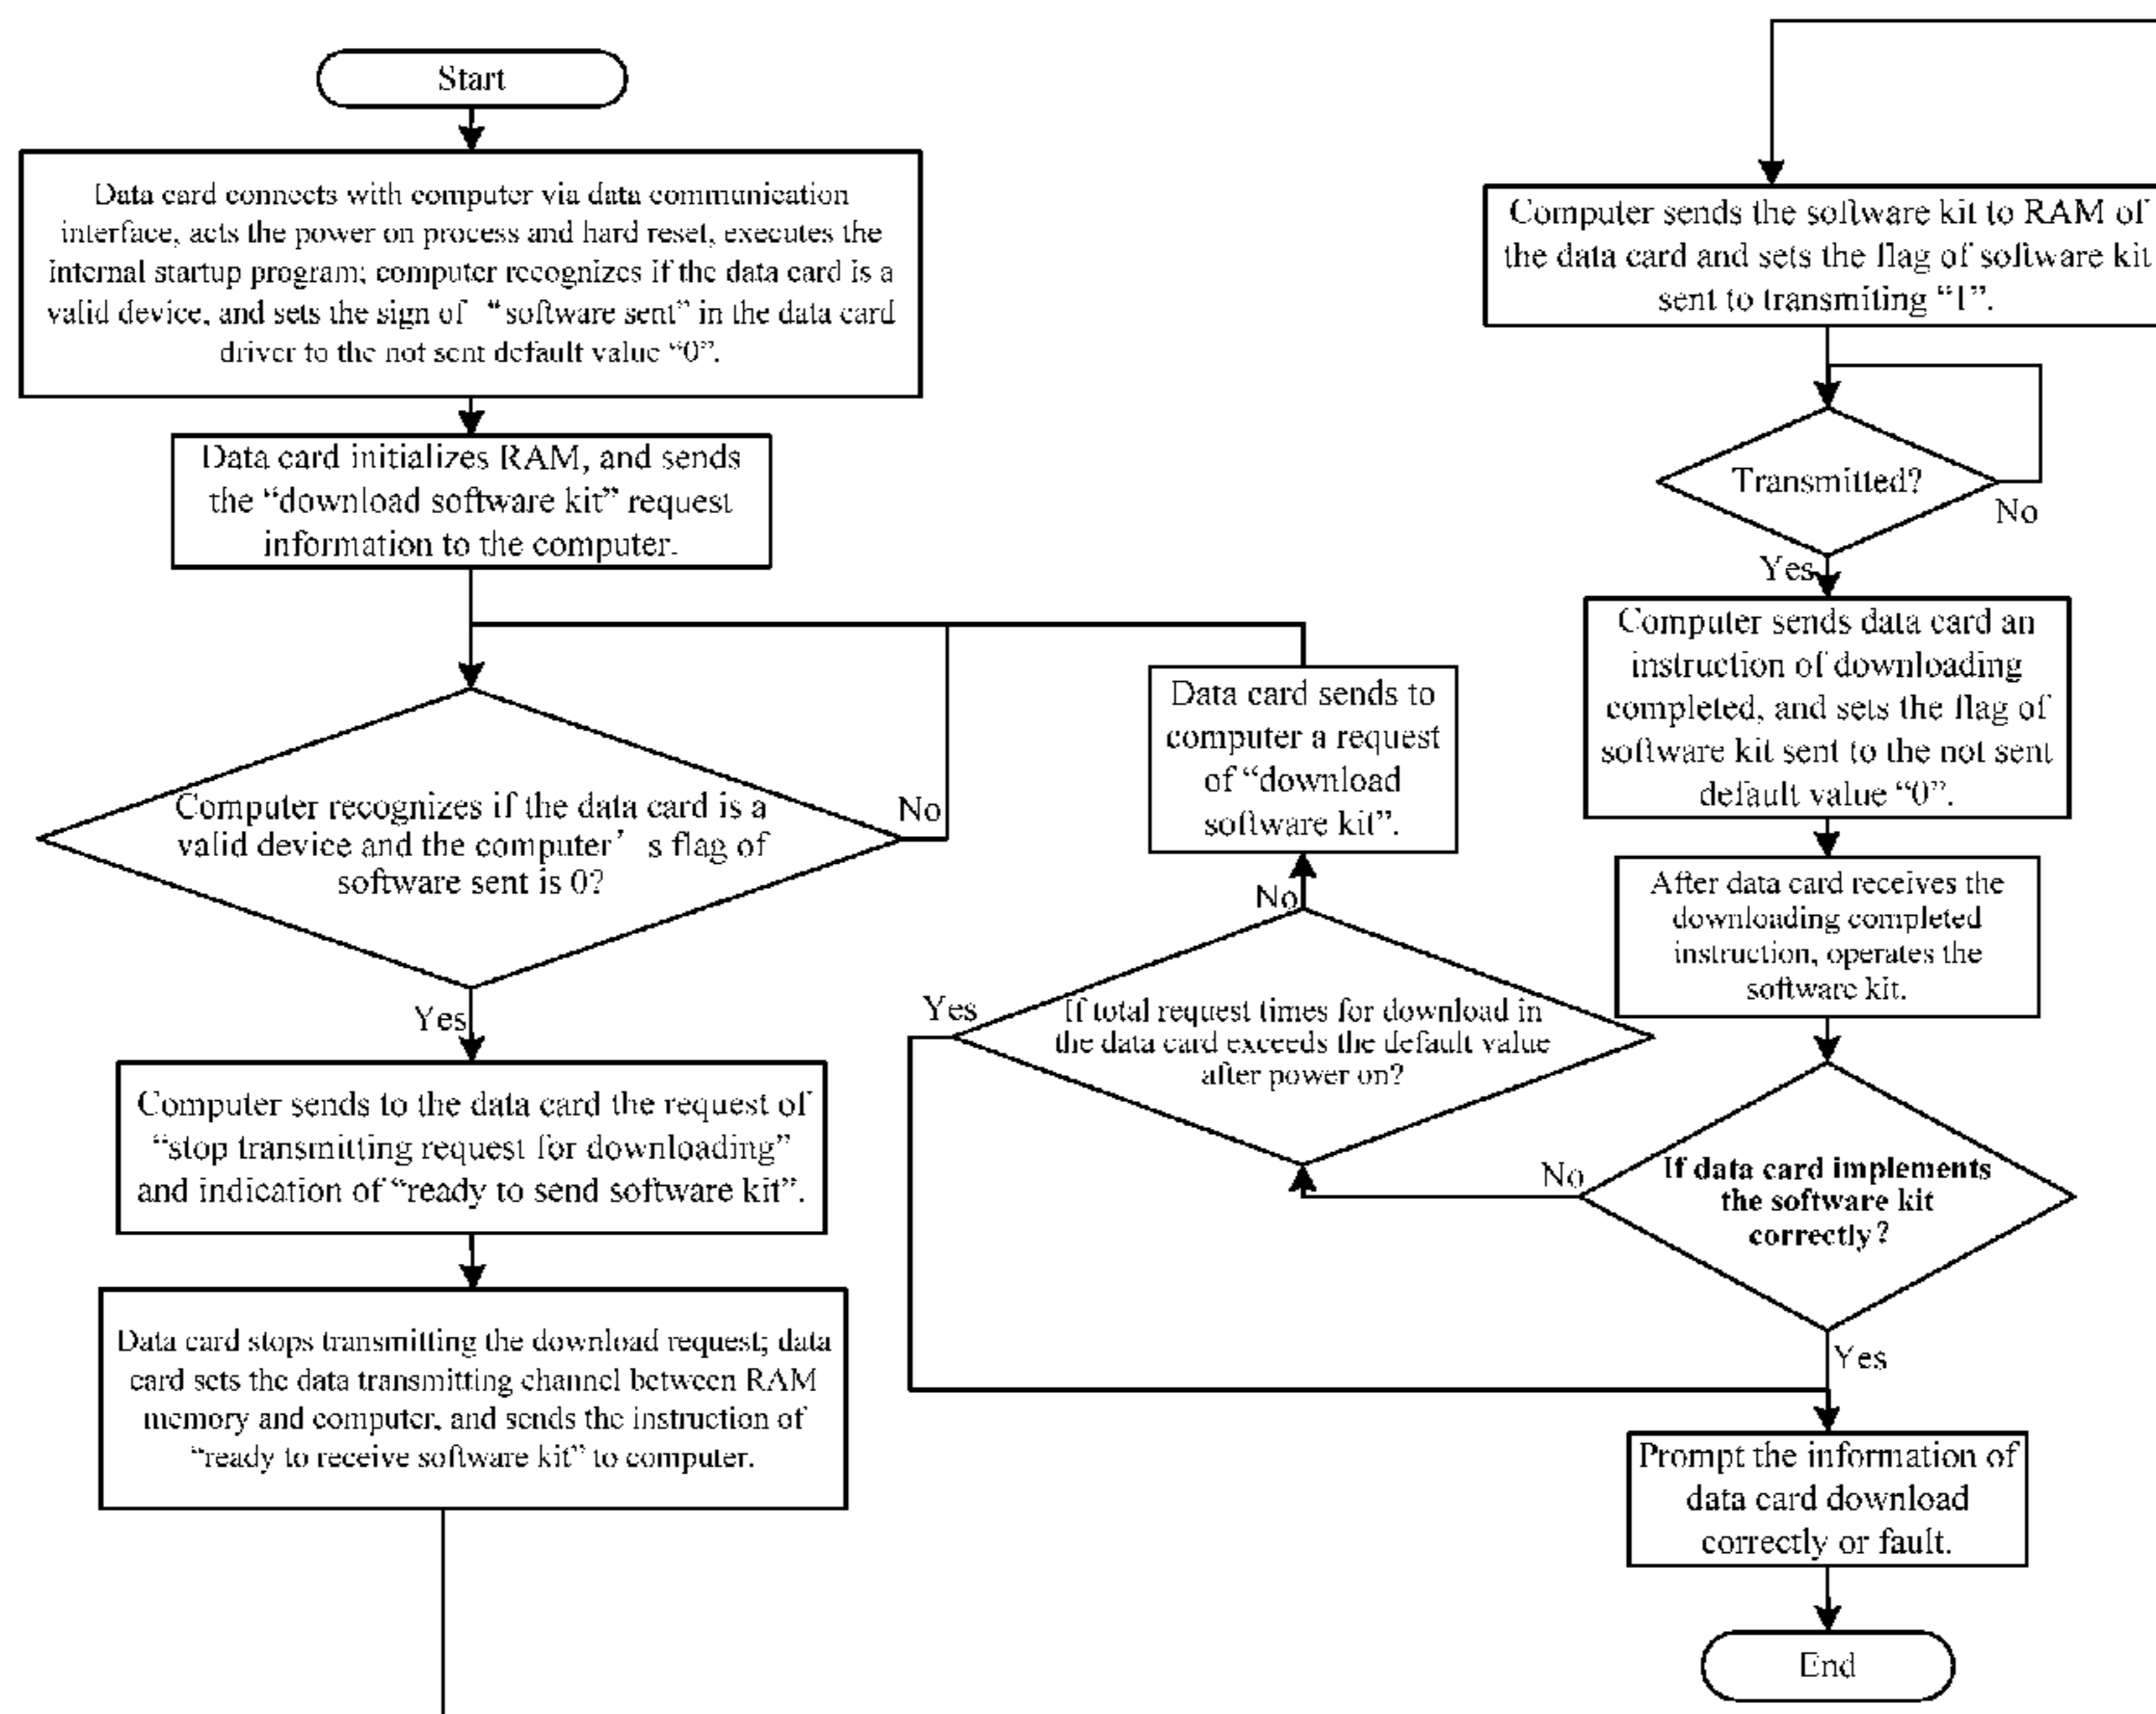 Start
Data card connects with computer via data communication
interface, acts the power on process and hard reset, executes the
internal startup program; computer recognizes if the data card is a
valid device, and sets the sign of “software sent” in the data card
driver to the not sent default value “0”.
Data card initializes RAM, and sends
the “download software kit” request
information to the computer.
Computer recognizes if the data card is a
valid device and the computer’s flag of
software sent is 0?
No
Yes
Computer sends to the data card the request of
“stop transmitting request for downloading”
and indication of “ready to send software kit”.
Data card stops transmitting the download request; data
card sets the data transmitting channel between RAM
memory and computer, and sends the instruction of
“ready to receive software kit” to computer.
Computer sends the software kit to RAM of
the data card and sets the flag of software kit
sent to transmiting “1”.
Transmitted?
No
Yes
Computer sends data card an
instruction of downloading
completed, and sets the flag of
software kit sent to the not sent
default value “0”.
After data card receives the
downloading completed
instruction, operates the
software kit.
If data card implements
the software kit
correctly?
No
Yes
If total request times for download in
the data card exceeds the default value
after power on?
Yes
No
Data card sends to
computer a request
of “download
software kit”.
Prompt the information of
data card download
correctly or fault.
End